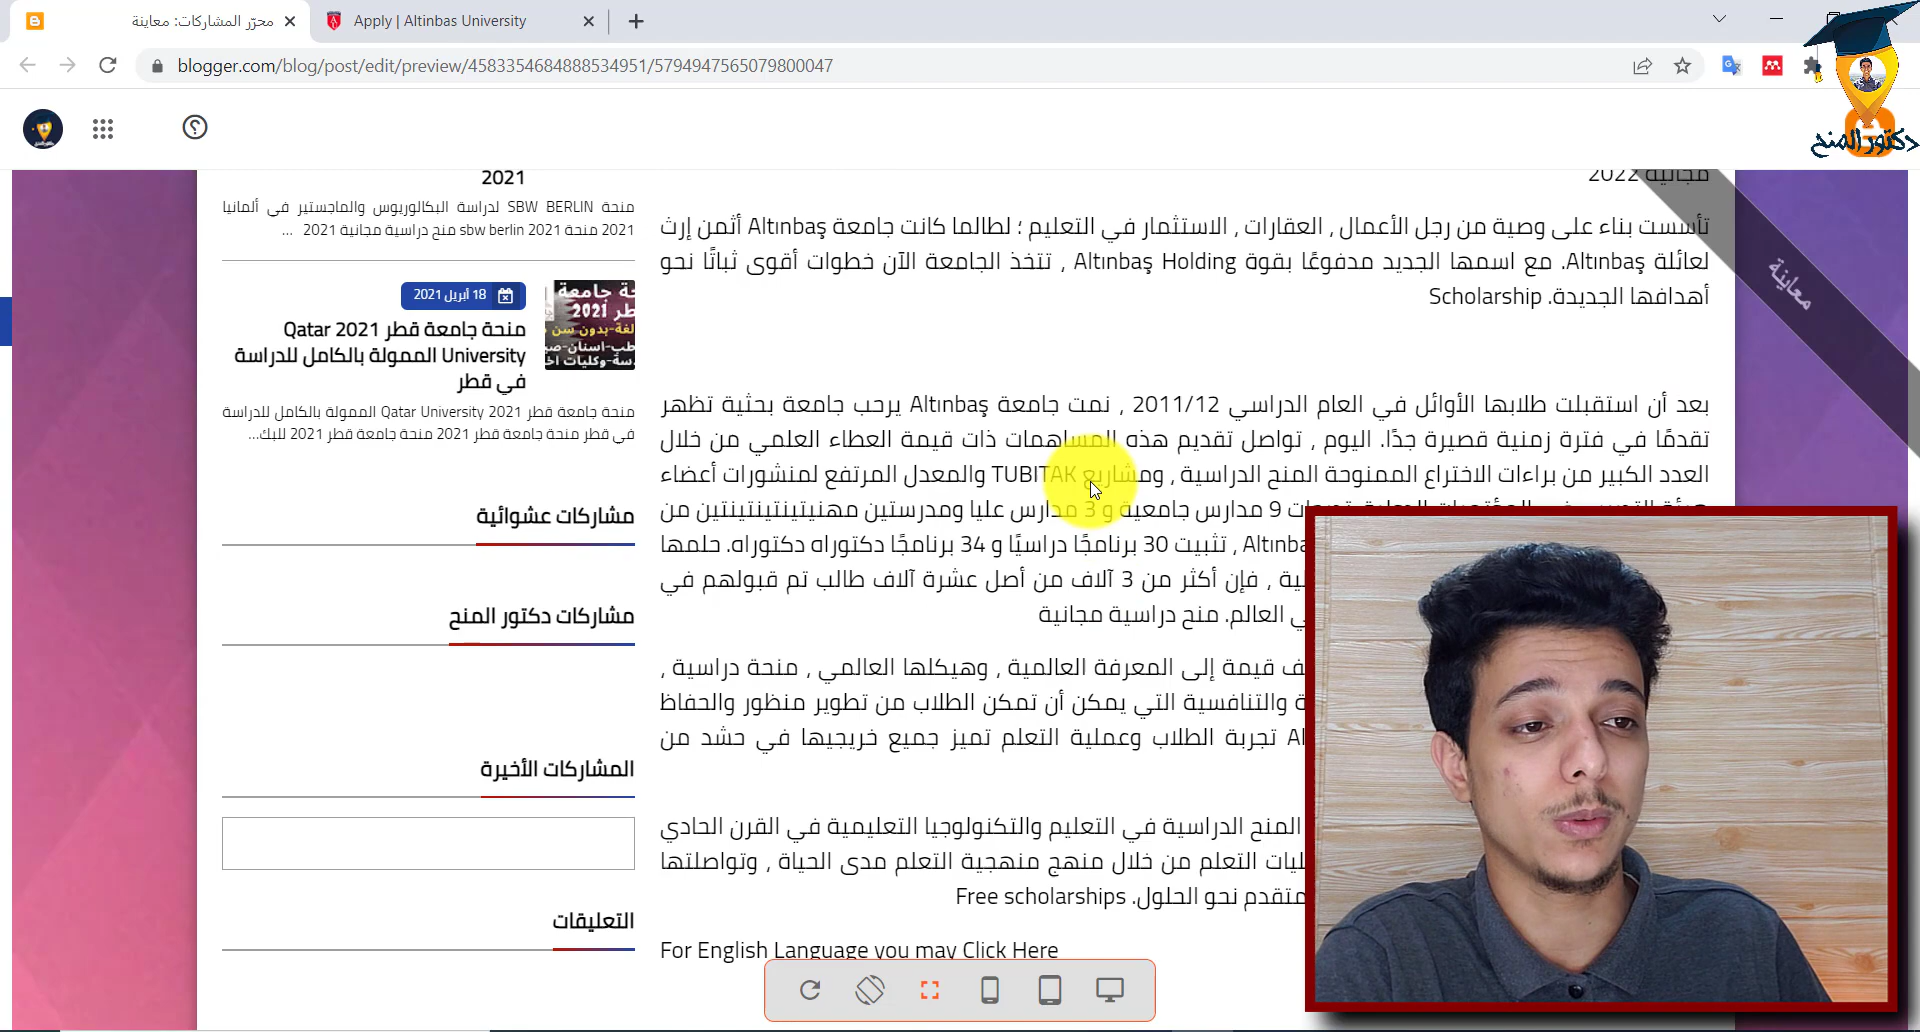 محرّر المشاركات: معاينة
Apply | Altinbas University
blogger.com/blog/post/edit/preview/4583354684888534951/5794947565079800047
دكتور المنح
معاينة
مجانية 2022
تأسست بناء على وصية من رجل الأعمال , العقارات , الاستثمار في التعليم ؛ لطالما كانت جامعة Altınbaş أثمن إرث
لعائلة Altınbaş. مع اسمها الجديد مدفوعًا بقوة Altınbaş Holding , تتخذ الجامعة الآن خطوات أقوى ثباتًا نحو
أهدافها الجديدة. Scholarship
بعد أن استقبلت طلابها الأوائل في العام الدراسي 2011/12 , نمت جامعة Altınbaş يرحب جامعة بحثية تظهر
تقدمًا في فترة زمنية قصيرة جدًا. اليوم , تواصل تقديم هذه المساهمات ذات قيمة العطاء العلمي من خلال
العدد الكبير من براءات الاختراع الممنوحة المنح الدراسية , ومشاريع TUBITAK والمعدل المرتفع لمنشورات أعضاء
9 مدارس جامعية و 3 مدارس عليا ومدرستين مهنيتينتينتينتين من
, تثبيت 30 برنامجًا دراسيًا و 34 برنامجًا دكتوراه دكتوراه. حلمها
, فإن أكثر من 3 آلاف من أصل عشرة آلاف طالب تم قبولهم في
العالم. منح دراسية مجانية
قيمة إلى المعرفة العالمية , وهيكلها العالمي , منحة دراسية ,
والتنافسية التي يمكن أن تمكن الطلاب من تطوير منظور والحفاظ
تجربة الطلاب وعملية التعلم تميز جميع خريجيها في حشد من
المنح الدراسية في التعليم والتكنولوجيا التعليمية في القرن الحادي
التعلم من خلال منهج منهجية التعلم مدى الحياة , وتواصلتها
نحو الحلول. Free scholarships
For English Language you may Click Here
2021
منحة SBW BERLIN لدراسة البكالوريوس والماجستير في ألمانيا
2021 منحة sbw berlin 2021 منح دراسية مجانية 2021 ...
18 أبريل 2021
منحة جامعة قطر 2021 Qatar
University الممولة بالكامل للدراسة
في قطر
منحة جامعة قطر 2021 Qatar University الممولة بالكامل للدراسة
في قطر منحة جامعة قطر 2021 منحة جامعة قطر 2021 للبك...
مشاركات عشوائية
مشاركات دكتور المنح
المشاركات الأخيرة
التعليقات